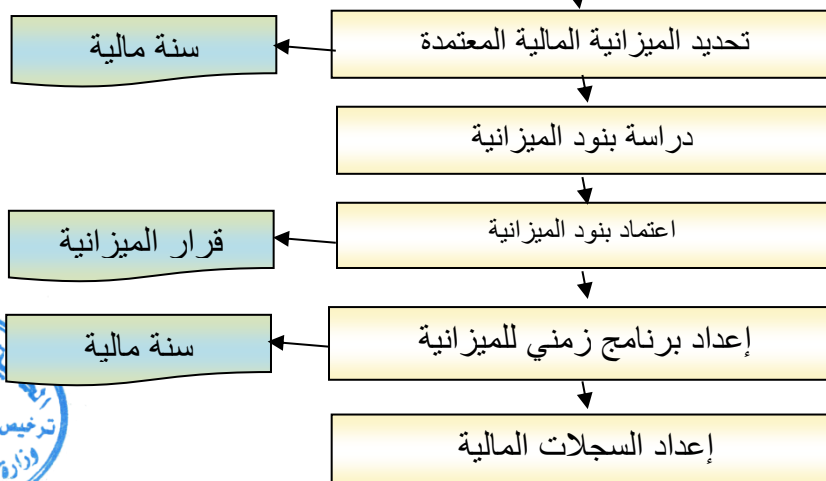 تحديد الميزانية المالية المعتمدة
سنة مالية
دراسة بنود الميزانية
اعتماد بنود الميزانية
قرار الميزانية
إعداد برنامج زمني للميزانية
سنة مالية
إعداد السجلات المالية
ترخيص
وزارة